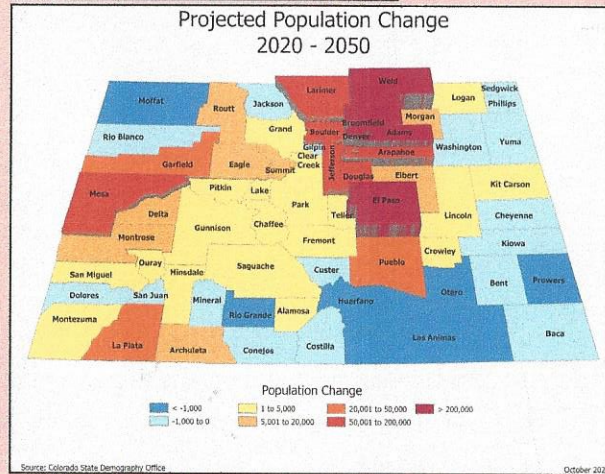 Projected Population Change
2020 - 2050
Moffat
Routt
Jackson
Larimer
Weld
Logan
Sedgwick
Phillips
Rio Blanco
Grand
Boulder
Broomfield
Morgan
Gilpin
Denver
Adams
Washington
Yuma
Clear
Creek
Garfield
Eagle
Summit
Jefferson
Arapahoe
Mesa
Pitkin
Lake
Park
Douglas
Elbert
Kit Carson
Delta
Chaffee
Teller
El Paso
Lincoln
Cheyenne
Gunnison
Montrose
Fremont
Kiowa
Ouray
Crowley
San Miguel
Hinsdale
Saguache
Custer
Pueblo
Dolores
San Juan
Mineral
Rio Grande
Alamosa
Huerfano
Otero
Bent
Prowers
Montezuma
La Plata
Archuleta
Conejos
Costilla
Las Animas
Baca
Population Change
< -1,000
1 to 5,000
20,001 to 50,000
> 200,000
-1,000 to 0
5,001 to 20,000
50,001 to 200,000
Source: Colorado State Demography Office
October 202